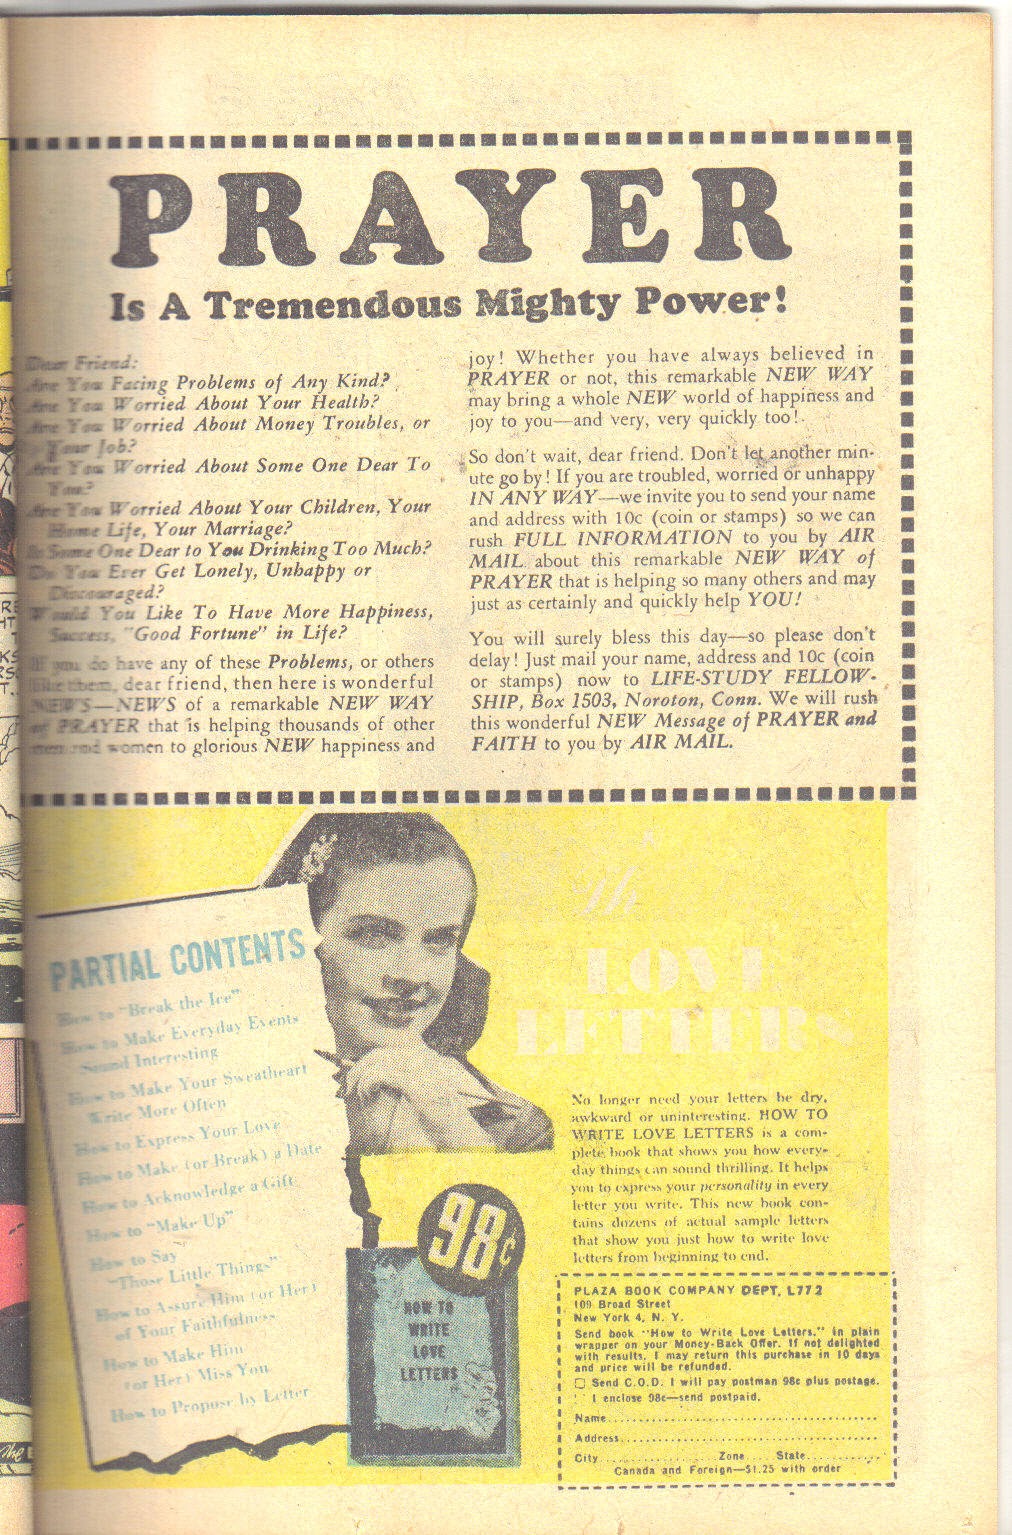 PRAYER
Is A Tremendous Mighty Power!
Dear Friend:
Are You Facing Problems of Any Kind?
Are You Worried About Your Health?
Are You Worried About Money Troubles, or
Your Job?
Are You Worried About Some One Dear To
You?
Are You Worried About Your Children, Your
Home Life, Your Marriage?
Is Some One Dear to You Drinking Too Much?
Do You Ever Get Lonely, Unhappy or
Discouraged?
Would You Like To Have More Happiness,
Success, "Good Fortune" in Life?
If you do have any of these Problems, or others
like them, dear friend, then here is wonderful
NEWS—NEWS of a remarkable NEW WAY
of PRAYER that is helping thousands of other
men and women to glorious NEW happiness and
joy! Whether you have always believed in
PRAYER or not, this remarkable NEW WAY
may bring a whole NEW world of happiness and
joy to you—and very, very quickly too!
So don't wait, dear friend. Don't let another min-
ute go by! If you are troubled, worried or unhappy
IN ANY WAY—we invite you to send your name
and address with 10c (coin or stamps) so we can
rush FULL INFORMATION to you by AIR
MAIL about this remarkable NEW WAY of
PRAYER that is helping so many others and may
just as certainly and quickly help YOU!
You will surely bless this day—so please don't
delay! Just mail your name, address and 10c (coin
or stamps) now to LIFE-STUDY FELLOW-
SHIP, Box 1503, Noroton, Conn. We will rush
this wonderful NEW Message of PRAYER and
FAITH to you by AIR MAIL.
PARTIAL CONTENTS
How to "Break the Ice"
How to Make Everyday Events
Sound Interesting
How to Make Your Sweetheart
Write More Often
How to Express Your Love
How to Make (or Break) a Date
How to Acknowledge a Gift
How to "Make Up"
How to Say
"Those Little Things"
How to Assure Him (or Her)
of Your Faithfulness
How to Make Him
(or Her) Miss You
How to Propose by Letter
98¢
HOW TO
WRITE
LOVE
LETTERS
LOVE
LETTERS
No longer need your letters be dry,
awkward or uninteresting. HOW TO
WRITE LOVE LETTERS is a com-
plete book that shows you how every-
day things can sound thrilling. It helps
you to express your personality in every
letter you write. This new book con-
tains dozens of actual sample letters
that show you just how to write love
letters from beginning to end.
PLAZA BOOK COMPANY DEPT. L772
109 Broad Street
New York 4, N. Y.
Send book "How to Write Love Letters," in plain
wrapper on your Money-Back Offer. If not delighted
with results, I may return this purchase in 10 days
and price will be refunded.
Send C.O.D. I will pay postman 98c plus postage.
I enclose 98c—send postpaid.
Name
Address
City Zone State
Canada and Foreign—$1.25 with order